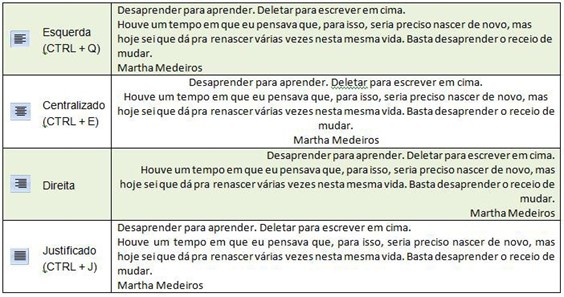 Esquerda
(CTRL + Q)
Desaprender para aprender. Deletar para escrever em cima.
Houve um tempo em que eu pensava que, para isso, seria preciso nascer de novo, mas
hoje sei que dá pra renascer várias vezes nesta mesma vida. Basta desaprender o receio de
mudar.
Martha Medeiros
Centralizado
(CTRL + E)
Desaprender para aprender. Deletar para escrever em cima.
Houve um tempo em que eu pensava que, para isso, seria preciso nascer de novo, mas
hoje sei que dá pra renascer várias vezes nesta mesma vida. Basta desaprender o receio de
mudar.
Martha Medeiros
Direita
Desaprender para aprender. Deletar para escrever em cima.
Houve um tempo em que eu pensava que, para isso, seria preciso nascer de novo, mas
hoje sei que dá pra renascer várias vezes nesta mesma vida. Basta desaprender o receio de
mudar.
Martha Medeiros
Justificado
(CTRL + J)
Desaprender para aprender. Deletar para escrever em cima.
Houve um tempo em que eu pensava que, para isso, seria preciso nascer de novo, mas
hoje sei que dá pra renascer várias vezes nesta mesma vida. Basta desaprender o receio de
mudar.
Martha Medeiros